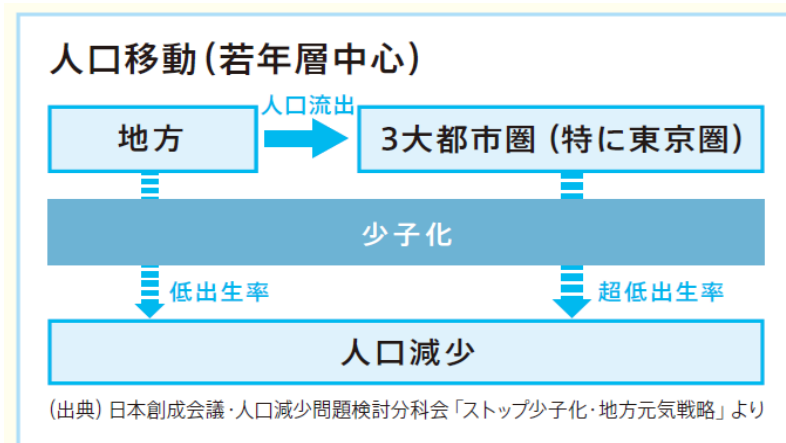 人口移動(若年層中心)
人口流出
地方
3大都市圏(特に東京圏)
少子化
低出生率
超低出生率
人口減少
(出典)日本創成会議・人口減少問題検討分科会「ストップ少子化・地方元気戦略」より